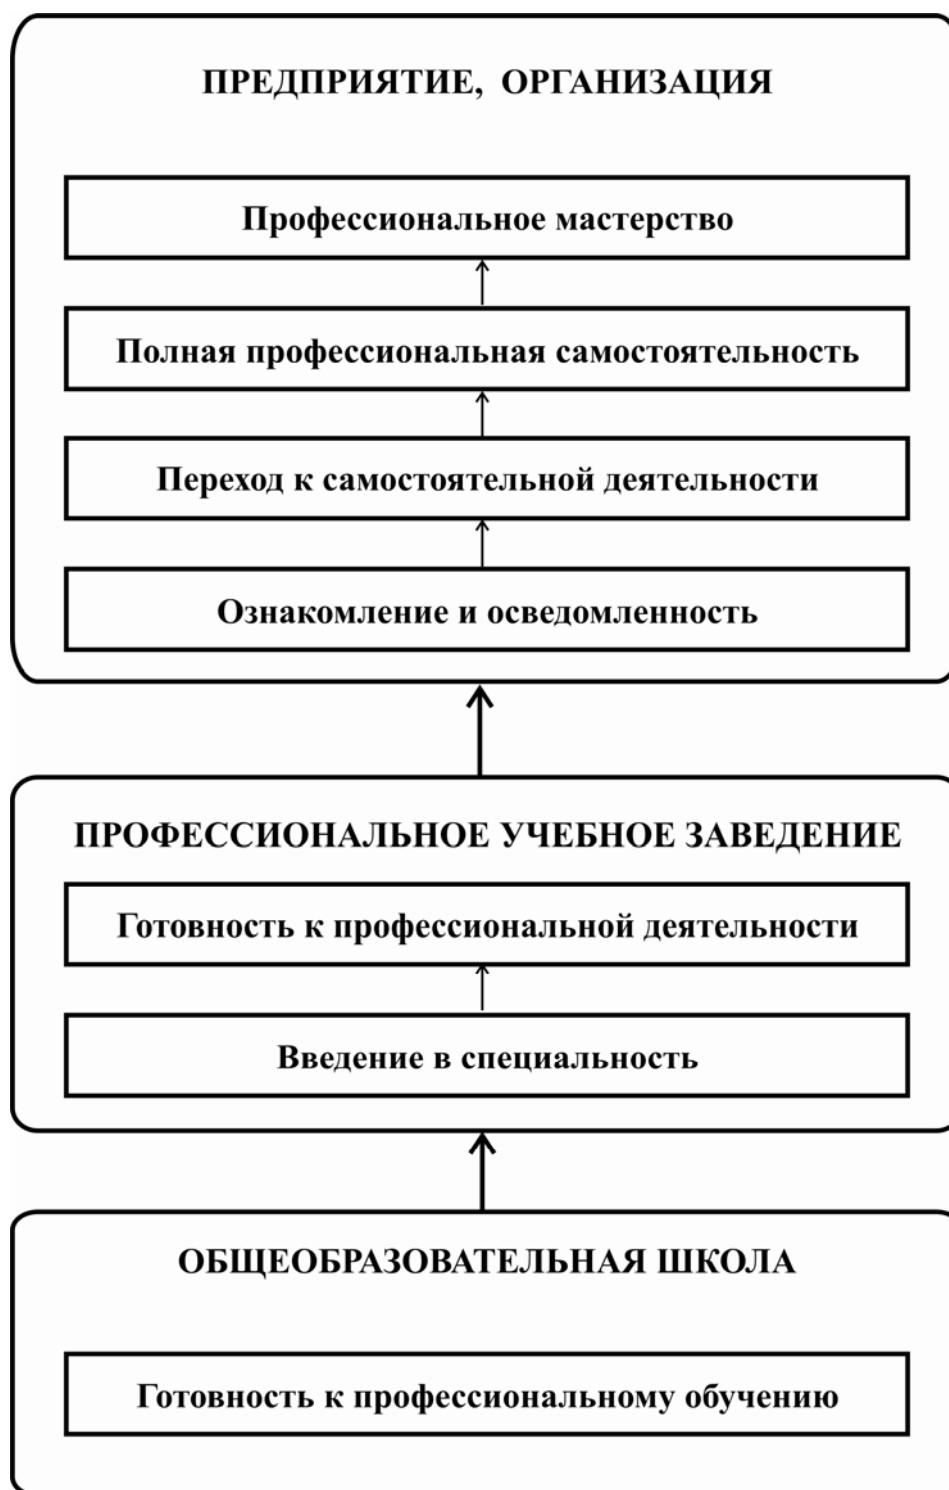 ПРЕДПРИЯТИЕ, ОРГАНИЗАЦИЯ
Профессиональное мастерство
Полная профессиональная самостоятельность
Переход к самостоятельной деятельности
Ознакомление и осведомленность
ПРОФЕССИОНАЛЬНОЕ УЧЕБНОЕ ЗАВЕДЕНИЕ
Готовность к профессиональной деятельности
Введение в специальность
ОБЩЕОБРАЗОВАТЕЛЬНАЯ ШКОЛА
Готовность к профессиональному обучению